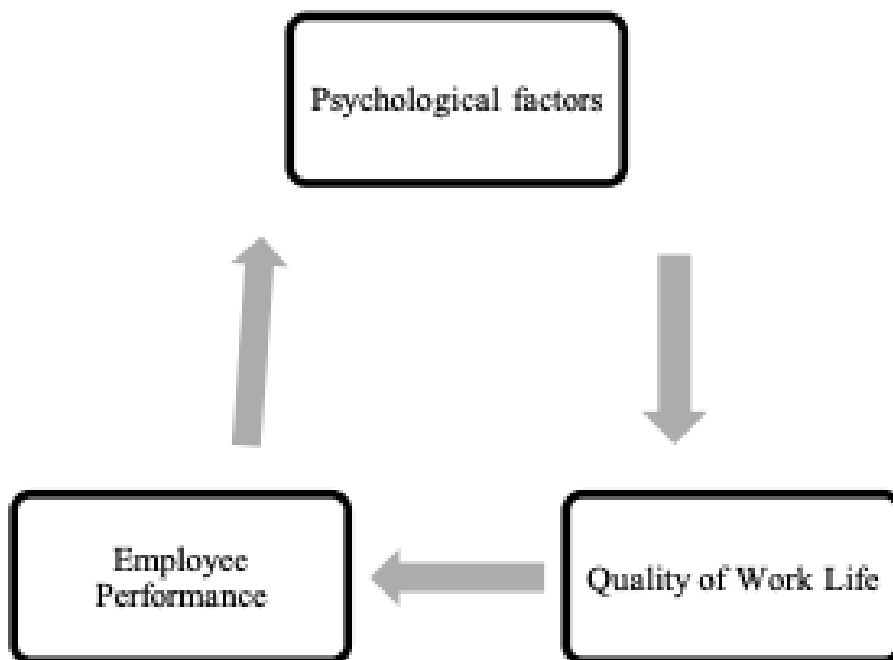 Psychological factors
Employee
Performance
Quality of Work Life